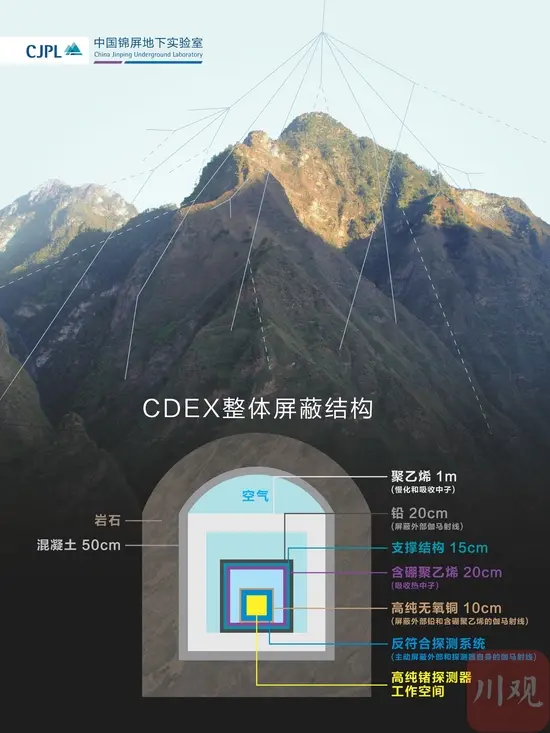 CJPL
中国锦屏地下实验室
China Jinping Underground Laboratory
CDEX整体屏蔽结构
聚乙烯 1m
(慢化和吸收中子)
空气
岩石
铅 20cm
(屏蔽外部伽马射线)
混凝土 50cm
支撑结构 15cm
含硼聚乙烯 20cm
(吸收热中子)
高纯无氧铜 10cm
(屏蔽外部铅和含硼聚乙烯的伽马射线)
反符合探测系统
(主动屏蔽外部和探测器自身的伽马射线)
高纯锗探测器
工作空间
川观